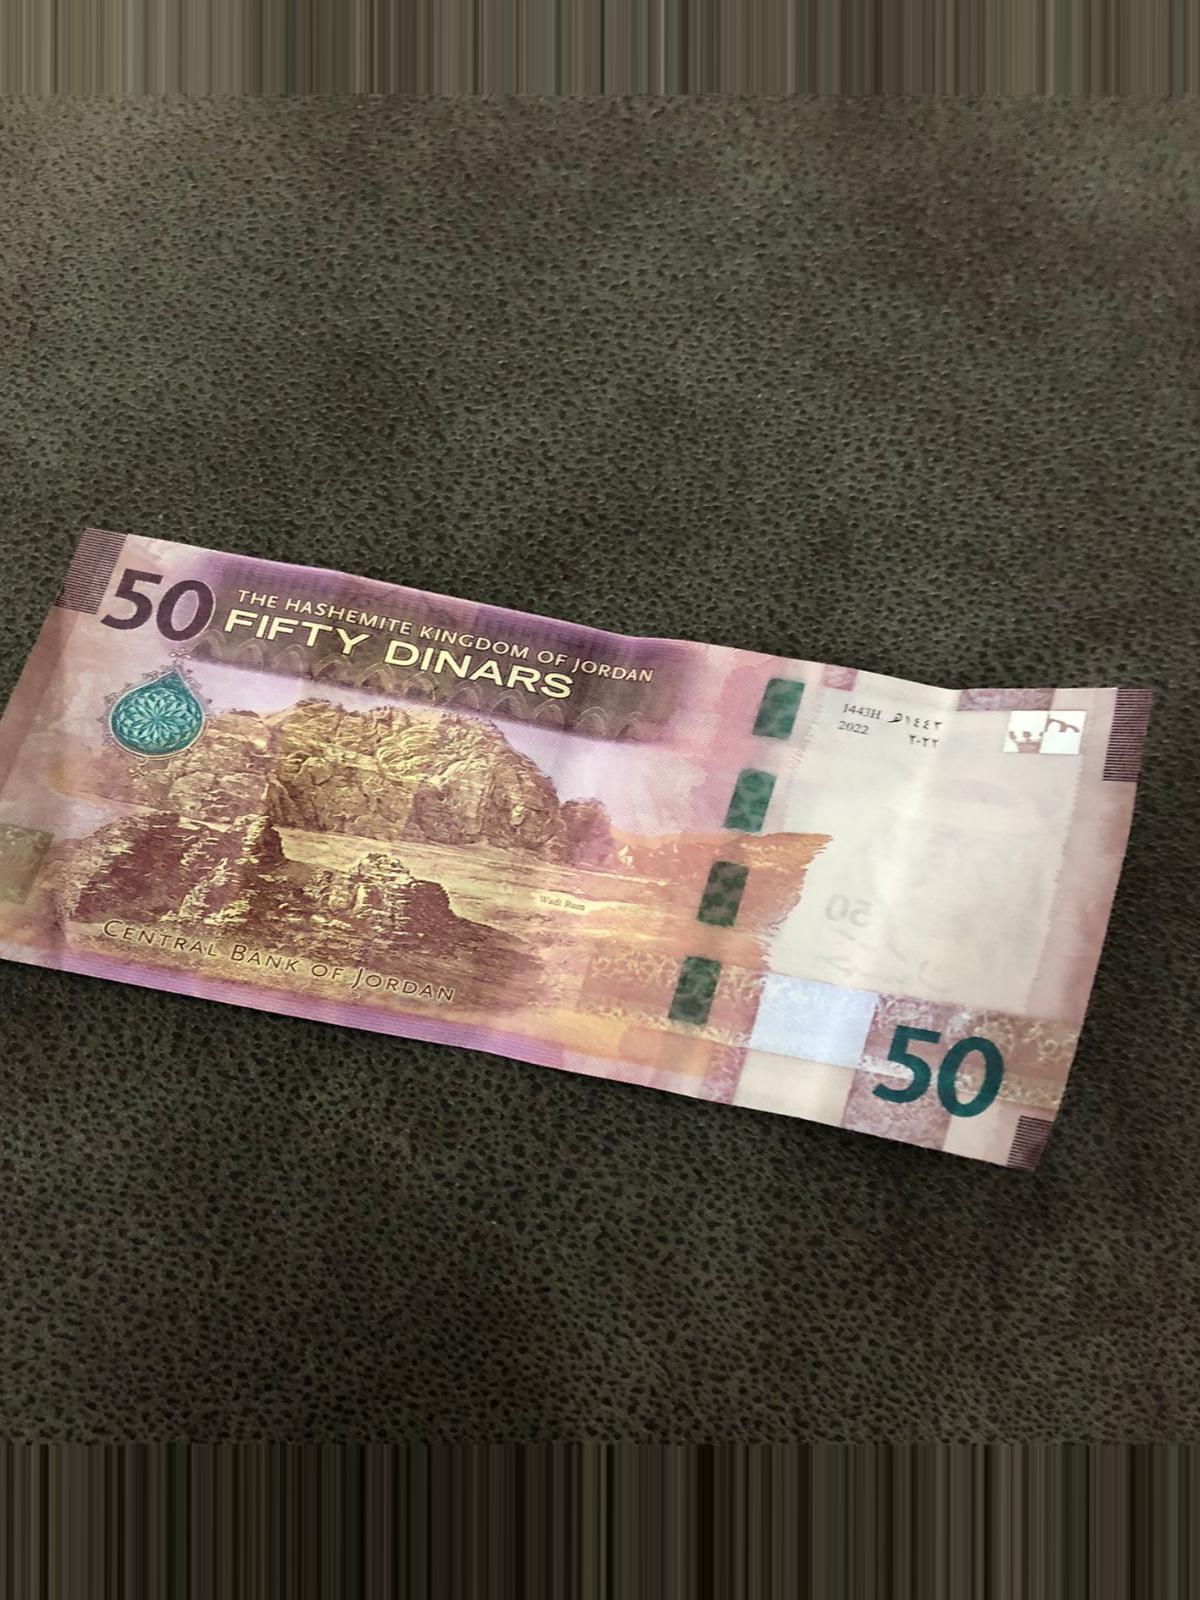 50
THE HASHEMITE KINGDOM OF JORDAN
FIFTY DINARS
1443H ١٤٤٣هـ
2022 ٢٠٢٢
Wadi Rum
50
CENTRAL BANK OF JORDAN
50